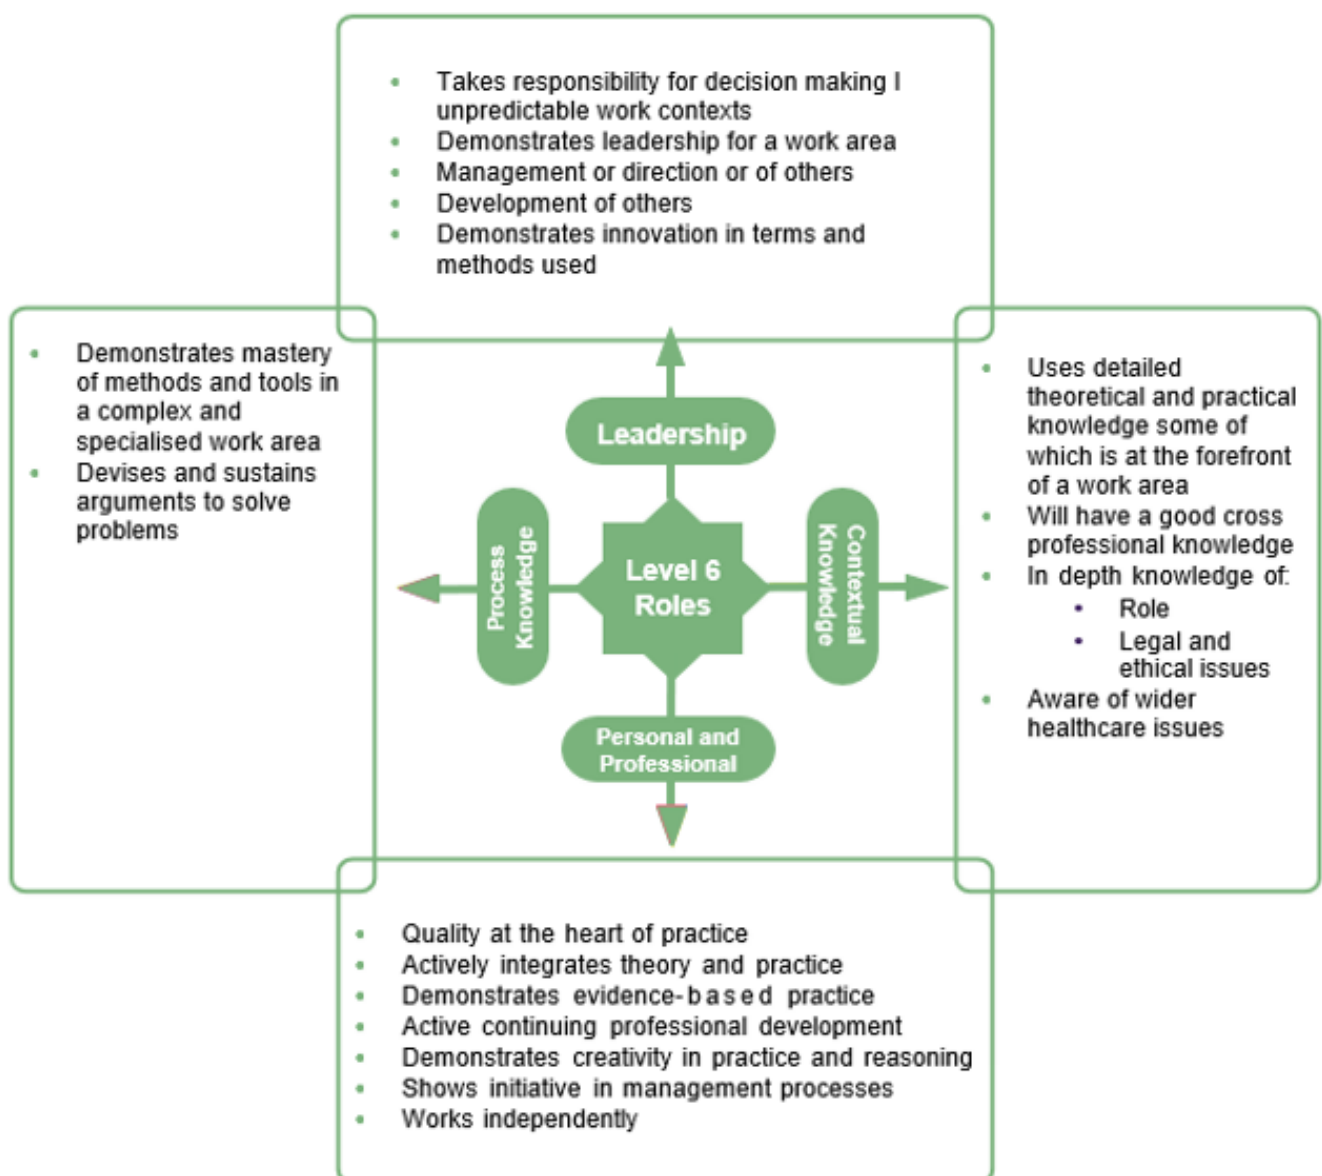 Takes responsibility for decision making I
unpredictable work contexts
Demonstrates leadership for a work area
Management or direction or of others
Development of others
Demonstrates innovation in terms and
methods used
Demonstrates mastery
of methods and tools in
a complex and
specialised work area
Devises and sustains
arguments to solve
problems
Leadership
Process
Knowledge
Level 6
Roles
Contextual
Knowledge
Personal and
Professional
Uses detailed
theoretical and practical
knowledge some of
which is at the forefront
of a work area
Will have a good cross
professional knowledge
In depth knowledge of:
Role
Legal and
ethical issues
Aware of wider
healthcare issues
Quality at the heart of practice
Actively integrates theory and practice
Demonstrates evidence-based practice
Active continuing professional development
Demonstrates creativity in practice and reasoning
Shows initiative in management processes
Works independently